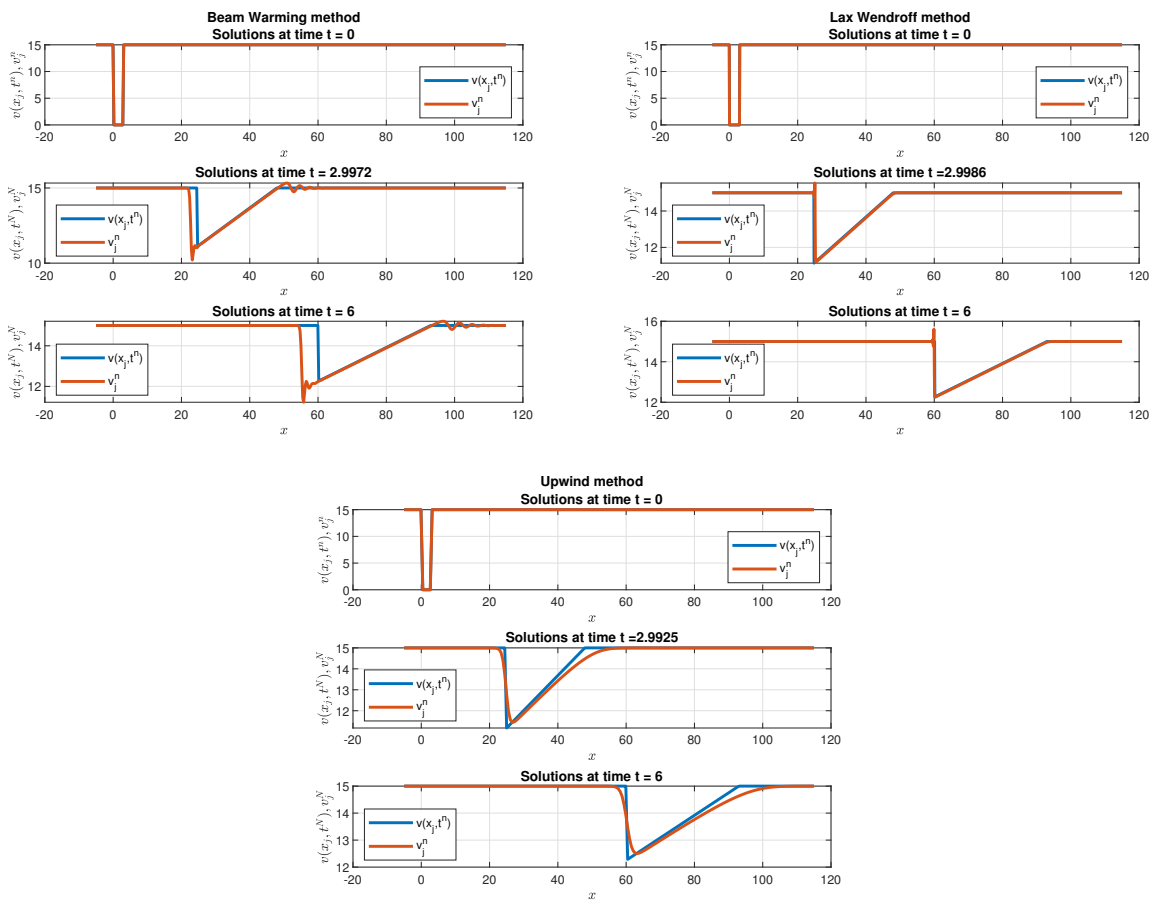 Beam Warming method
Solutions at time t = 0
v(x_j, t^n), v_j^n
15
10
5
0
-20 0 20 40 60 80 100 120
x
v(x_j,t^n)
v_j^n
Solutions at time t = 2.9972
v(x_j, t^N), v_j^N
15
10
-20 0 20 40 60 80 100 120
x
v(x_j,t^n)
v_j^n
Solutions at time t = 6
v(x_j, t^N), v_j^N
14
12
-20 0 20 40 60 80 100 120
x
v(x_j,t^n)
v_j^n
Lax Wendroff method
Solutions at time t = 0
v(x_j, t^n), v_j^n
15
10
5
0
-20 0 20 40 60 80 100 120
x
v(x_j,t^n)
v_j^n
Solutions at time t =2.9986
v(x_j, t^N), v_j^N
14
12
-20 0 20 40 60 80 100 120
x
v(x_j,t^n)
v_j^n
Solutions at time t = 6
v(x_j, t^N), v_j^N
16
14
12
-20 0 20 40 60 80 100 120
x
v(x_j,t^n)
v_j^n
Upwind method
Solutions at time t = 0
v(x_j, t^n), v_j^n
15
10
5
0
-20 0 20 40 60 80 100 120
x
v(x_j,t^n)
v_j^n
Solutions at time t =2.9925
v(x_j, t^N), v_j^N
15
14
13
12
-20 0 20 40 60 80 100 120
x
v(x_j,t^n)
v_j^n
Solutions at time t = 6
v(x_j, t^N), v_j^N
15
14
13
12
-20 0 20 40 60 80 100 120
x
v(x_j,t^n)
v_j^n